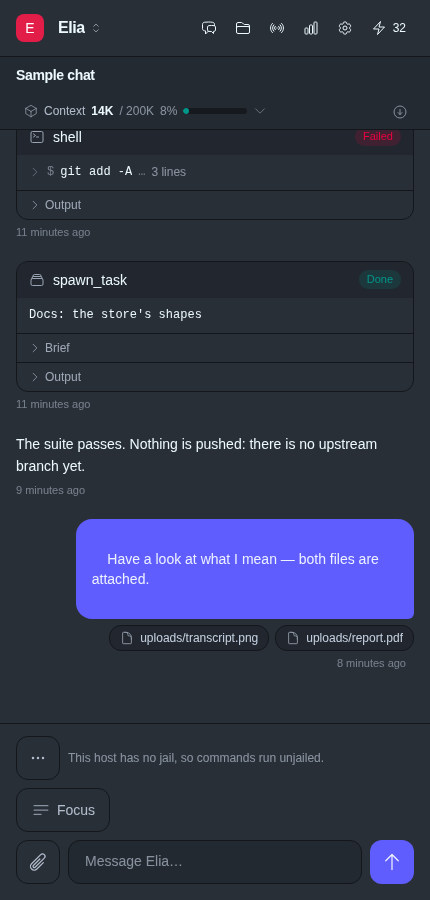 E Elia 32
Sample chat
Context 14K / 200K 8%
shell Failed
$ git add -A … 3 lines
Output
11 minutes ago
spawn_task Done
Docs: the store's shapes
Brief
Output
11 minutes ago
The suite passes. Nothing is pushed: there is no upstream
branch yet.
9 minutes ago
Have a look at what I mean — both files are
attached.
uploads/transcript.png uploads/report.pdf
8 minutes ago
This host has no jail, so commands run unjailed.
Focus
Message Elia…